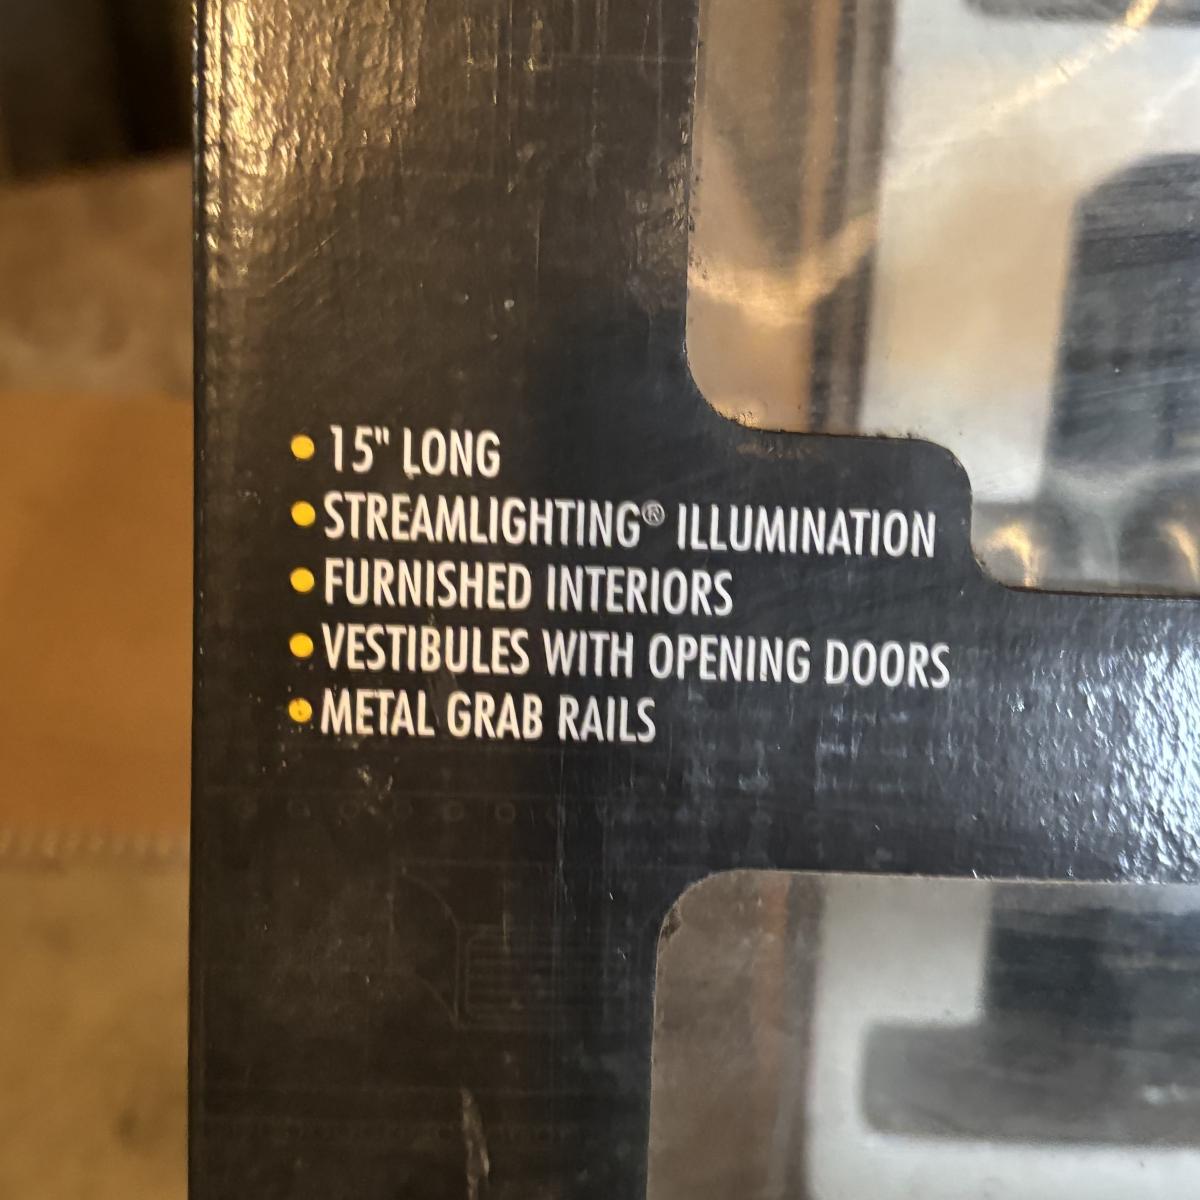 • 15" LONG
• STREAMLIGHTING® ILLUMINATION
• FURNISHED INTERIORS
• VESTIBULES WITH OPENING DOORS
• METAL GRAB RAILS